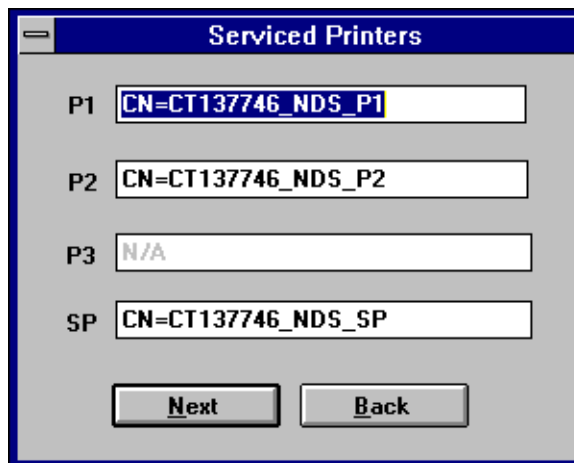 Serviced Printers
P1 CN=CT137746_NDS_P1
P2 CN=CT137746_NDS_P2
P3 N/A
SP CN=CT137746_NDS_SP
Next Back